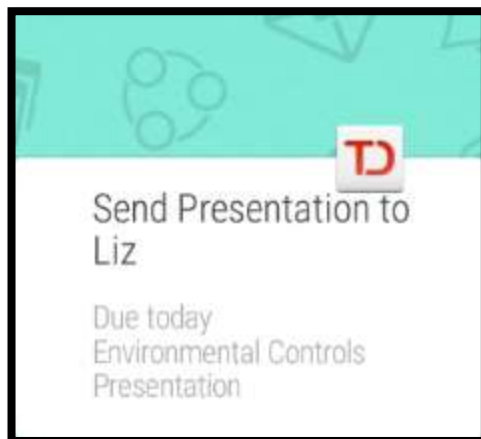 TD
Send Presentation to
Liz
Due today
Environmental Controls
Presentation